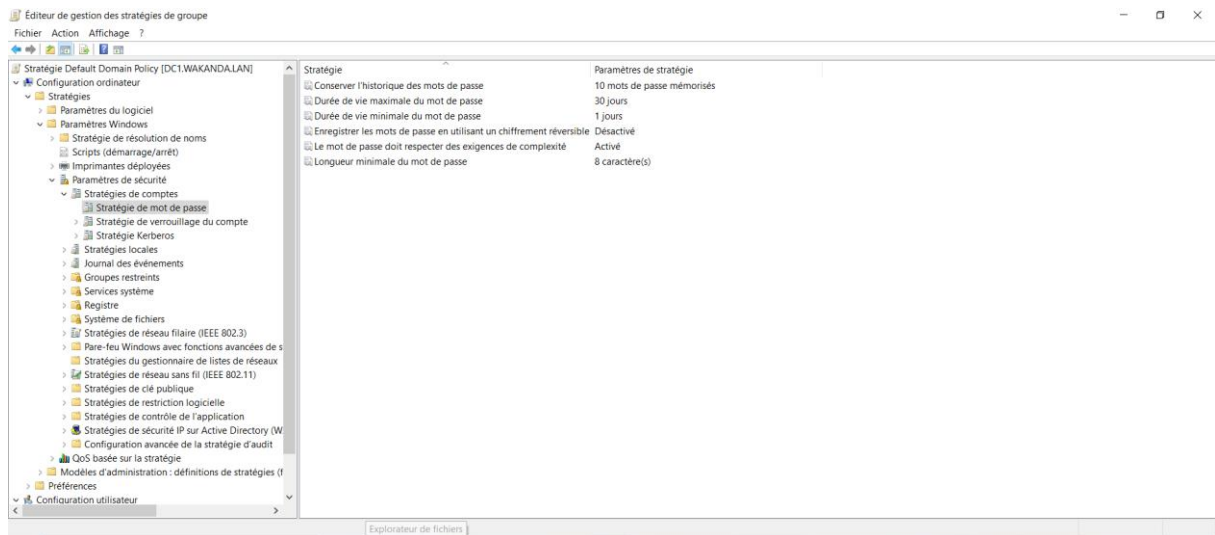 Éditeur de gestion des stratégies de groupe
Fichier Action Affichage ?
Stratégie Default Domain Policy [DC1.WAKANDA.LAN]
Configuration ordinateur
Stratégies
Paramètres du logiciel
Paramètres Windows
Stratégie de résolution de noms
Scripts (démarrage/arrêt)
Imprimantes déployées
Paramètres de sécurité
Stratégies de comptes
Stratégie de mot de passe
Stratégie de verrouillage du compte
Stratégie Kerberos
Stratégies locales
Journal des événements
Groupes restreints
Services système
Registre
Système de fichiers
Stratégies de réseau filaire (IEEE 802.3)
Pare-feu Windows avec fonctions avancées de s
Stratégies du gestionnaire de listes de réseaux
Stratégies de réseau sans fil (IEEE 802.11)
Stratégies de clé publique
Stratégies de restriction logicielle
Stratégies de contrôle de l'application
Stratégies de sécurité IP sur Active Directory (W
Configuration avancée de la stratégie d'audit
QoS basée sur la stratégie
Modèles d'administration : définitions de stratégies (f
Préférences
Configuration utilisateur
Stratégie Paramètres de stratégie
Conserver l'historique des mots de passe 10 mots de passe mémorisés
Durée de vie maximale du mot de passe 30 jours
Durée de vie minimale du mot de passe 1 jours
Enregistrer les mots de passe en utilisant un chiffrement réversible Désactivé
Le mot de passe doit respecter des exigences de complexité Activé
Longueur minimale du mot de passe 8 caractère(s)
Explorateur de fichiers